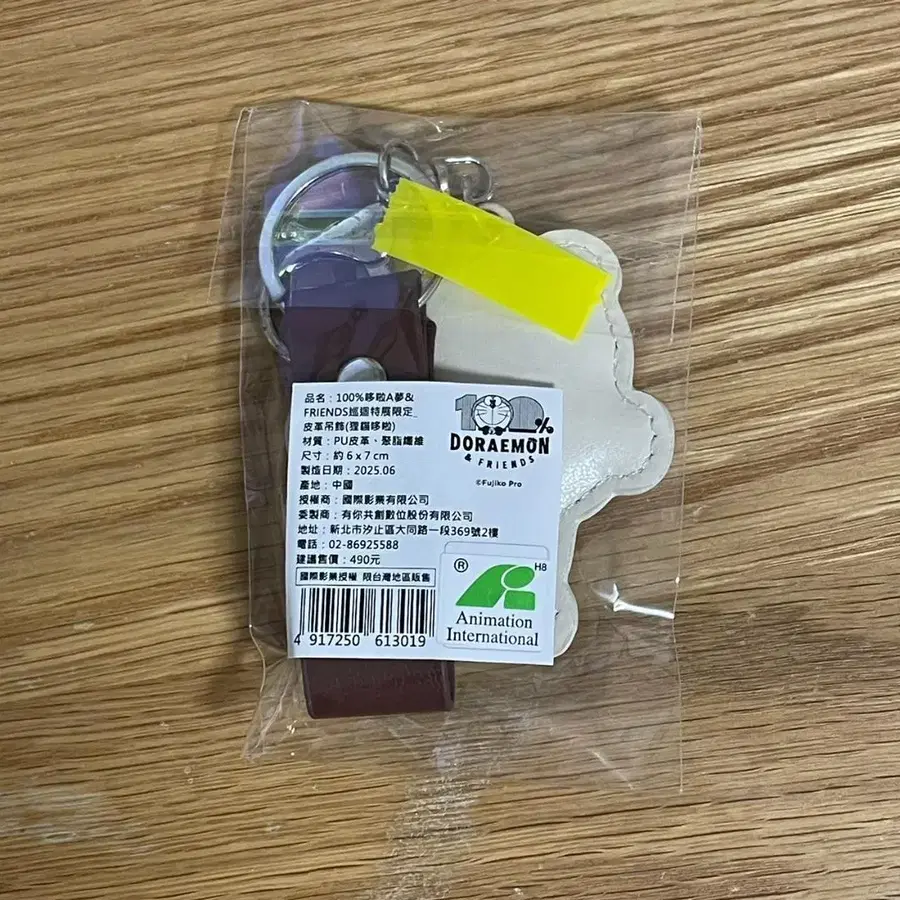 品名：100%哆啦A夢&
FRIENDS巡迴特展限定_
皮革吊飾(狸貓哆啦)
材質：PU皮革、聚酯纖維
尺寸：約 6 x 7 cm
製造日期：2025.06
產地：中國
授權商：國際影業有限公司
委製商：有你共創數位股份有限公司
地址：新北市汐止區大同路一段369號2樓
電話：02-86925588
建議售價：490元
國際影業授權 限台灣地區販售
4 917250 613019
100%
DORAEMON
& FRIENDS
©Fujiko Pro
® H8
Animation
International